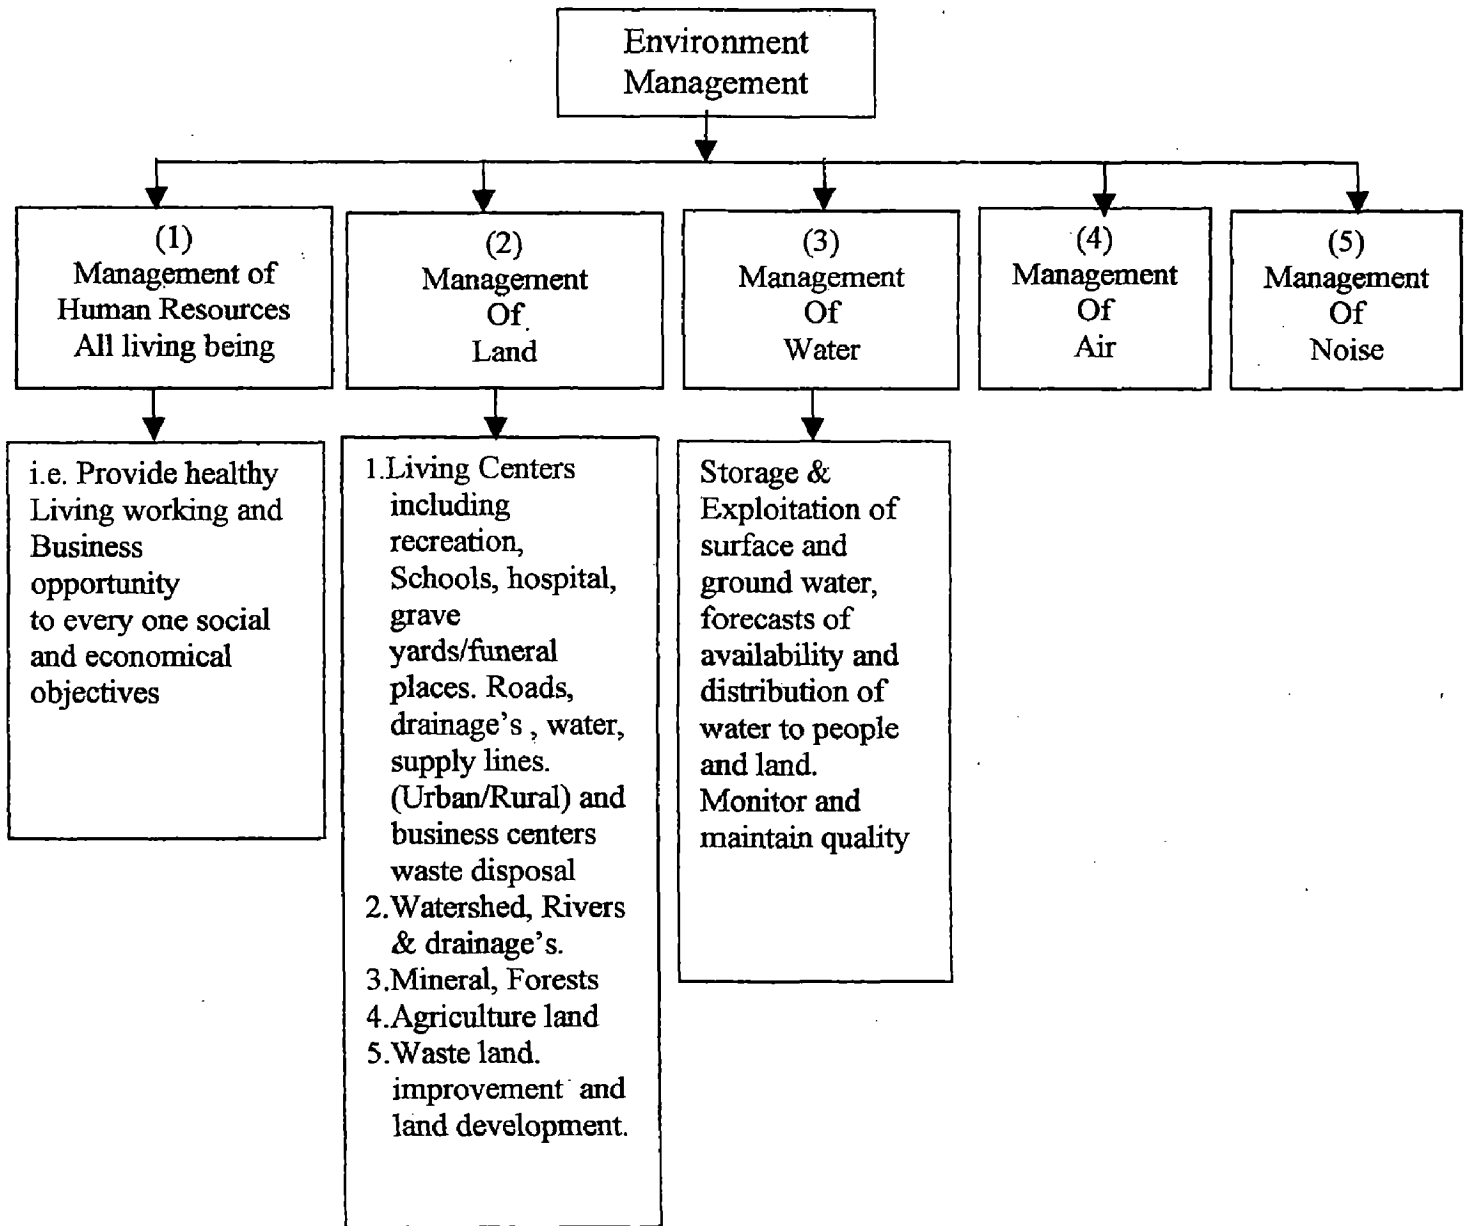 Environment
Management
(1)
Management of
Human Resources
All living being
(2)
Management
Of
Land
(3)
Management
Of
Water
(4)
Management
Of
Air
(5)
Management
Of
Noise
i.e. Provide healthy
Living working and
Business
opportunity
to every one social
and economical
objectives
1.Living Centers
including
recreation,
Schools, hospital,
grave
yards/funeral
places. Roads,
drainage's , water,
supply lines.
(Urban/Rural) and
business centers
waste disposal
2.Watershed, Rivers
& drainage's.
3.Mineral, Forests
4.Agriculture land
5.Waste land.
improvement and
land development.
Storage &
Exploitation of
surface and
ground water,
forecasts of
availability and
distribution of
water to people
and land.
Monitor and
maintain quality